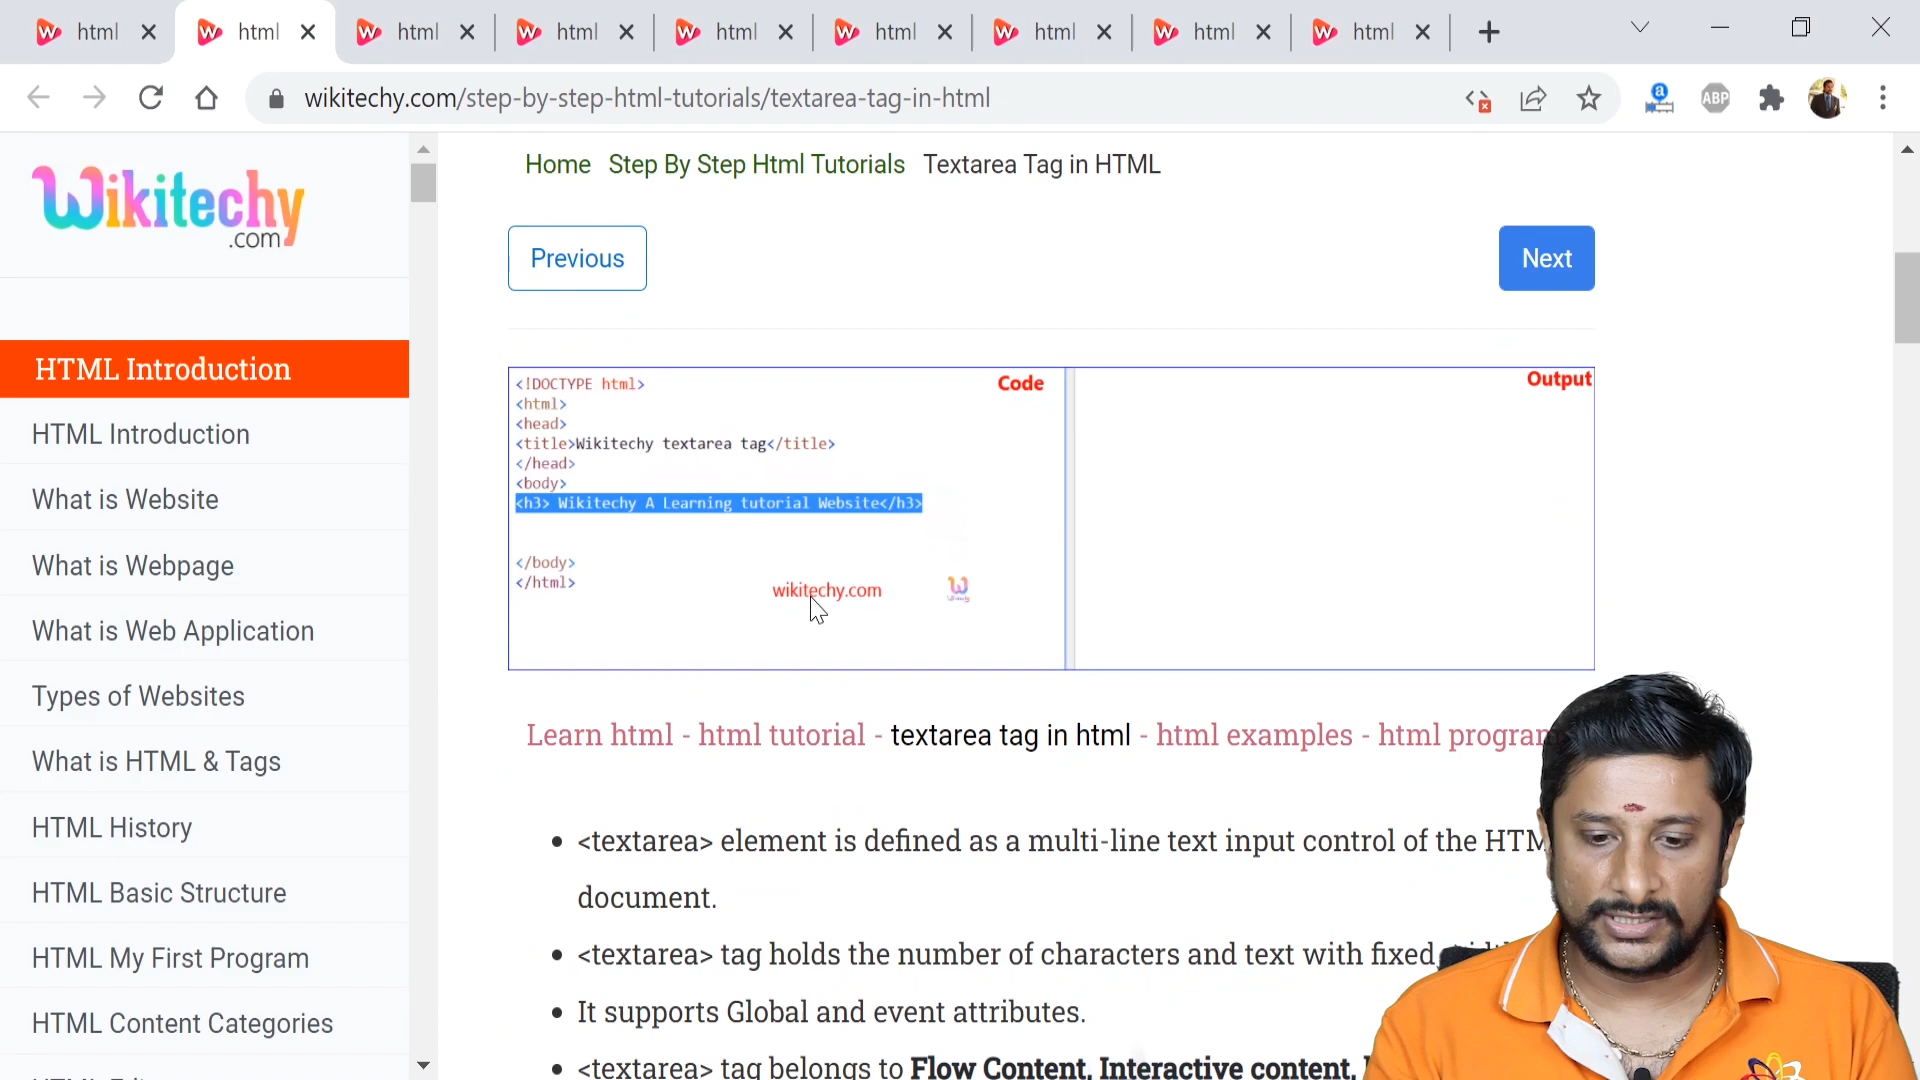 html
html
html
html
html
html
html
html
html
wikitechy.com/step-by-step-html-tutorials/textarea-tag-in-html
a
ABP
Wikitechy
.com
HTML Introduction
HTML Introduction
What is Website
What is Webpage
What is Web Application
Types of Websites
What is HTML & Tags
HTML History
HTML Basic Structure
HTML My First Program
HTML Content Categories
Home Step By Step Html Tutorials Textarea Tag in HTML
Previous
Next
Code
Output
<!DOCTYPE html>
<html>
<head>
<title>Wikitechy textarea tag</title>
</head>
<body>
<h3> Wikitechy A Learning tutorial Website</h3>
</body>
</html>
wikitechy.com
Learn html - html tutorial - textarea tag in html - html examples - html program
• <textarea> element is defined as a multi-line text input control of the
document.
• <textarea> tag holds the number of characters and text with fixed
• It supports Global and event attributes.
• <textarea> tag belongs to Flow Content, Interactive content,